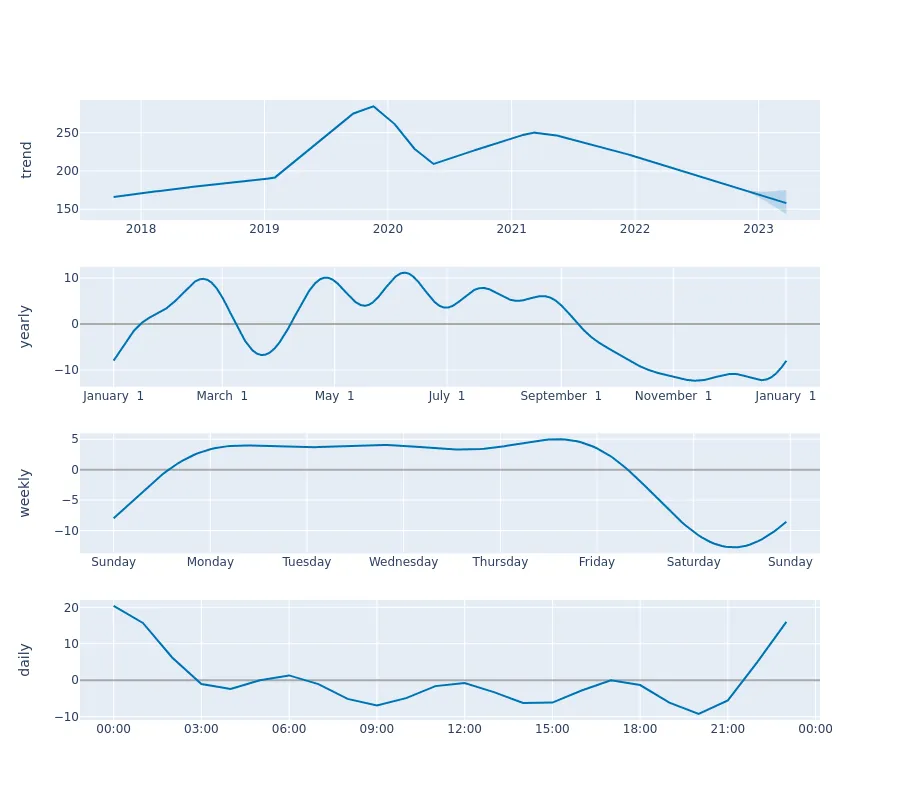 trend
250
200
150
2018 2019 2020 2021 2022 2023
yearly
10
0
−10
January 1 March 1 May 1 July 1 September 1 November 1 January 1
weekly
5
0
−5
−10
Sunday Monday Tuesday Wednesday Thursday Friday Saturday Sunday
daily
20
10
0
−10
00:00 03:00 06:00 09:00 12:00 15:00 18:00 21:00 00:00